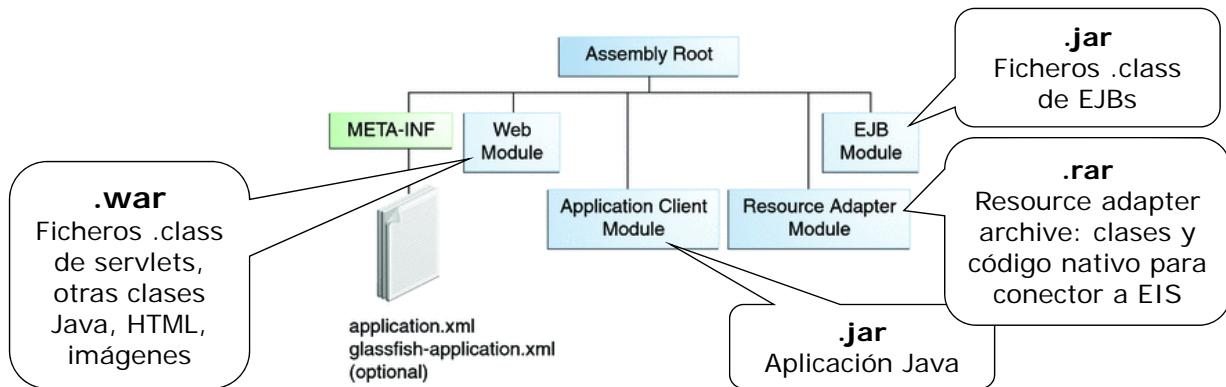 Assembly Root
META-INF
Web
Module
EJB
Module
Application Client
Module
Resource Adapter
Module
application.xml
glassfish-application.xml
(optional)
.war
Ficheros .class
de servlets,
otras clases
Java, HTML,
imágenes
.jar
Ficheros .class
de EJBs
.rar
Resource adapter
archive: clases y
código nativo para
conector a EIS
.jar
Aplicación Java